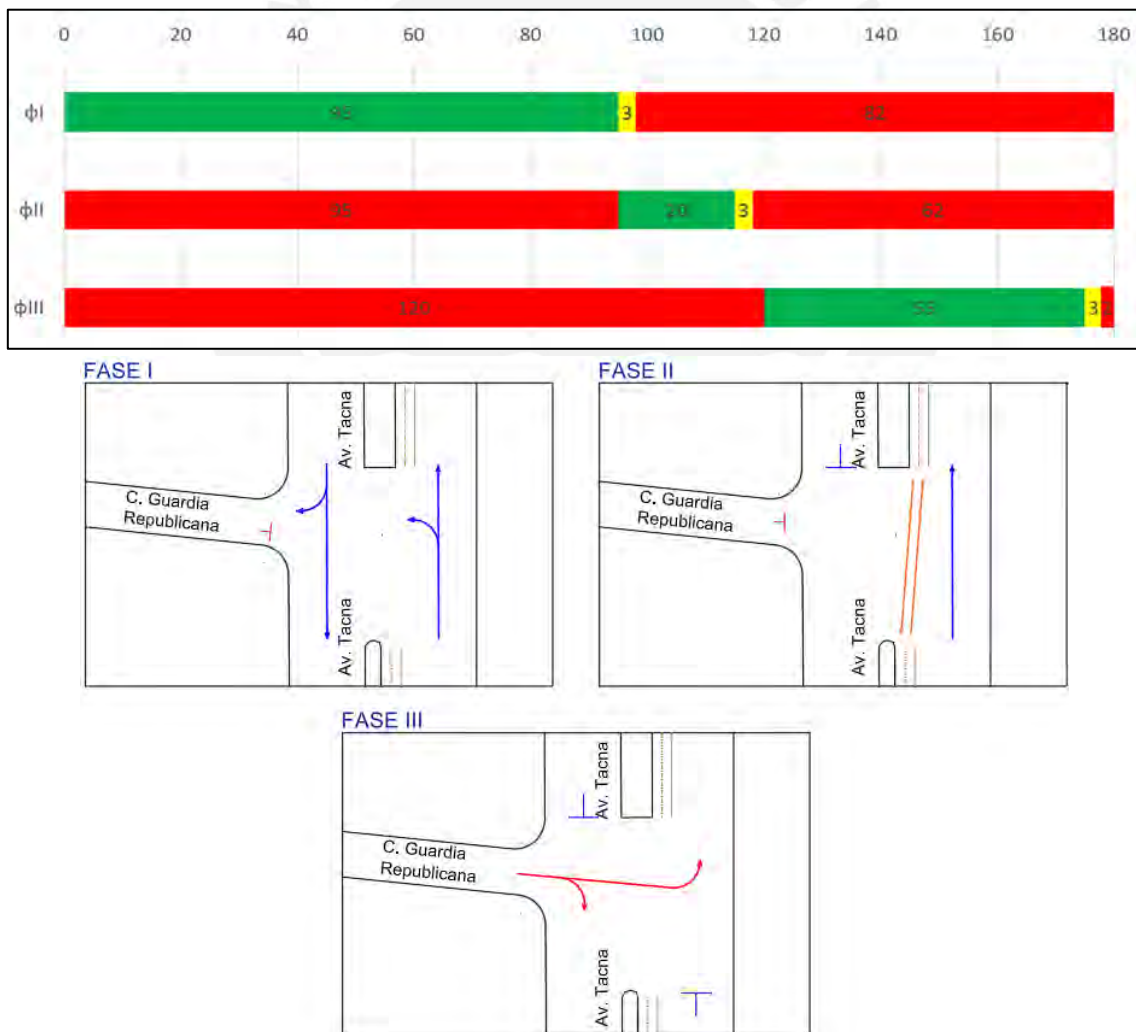 0 20 40 60 80 100 120 140 160 180
φI 95 3 82
φII 95 20 3 62
φIII 120 55 3 2
FASE I
Av. Tacna
C. Guardia
Republicana
Av. Tacna
FASE II
Av. Tacna
C. Guardia
Republicana
Av. Tacna
FASE III
Av. Tacna
C. Guardia
Republicana
Av. Tacna